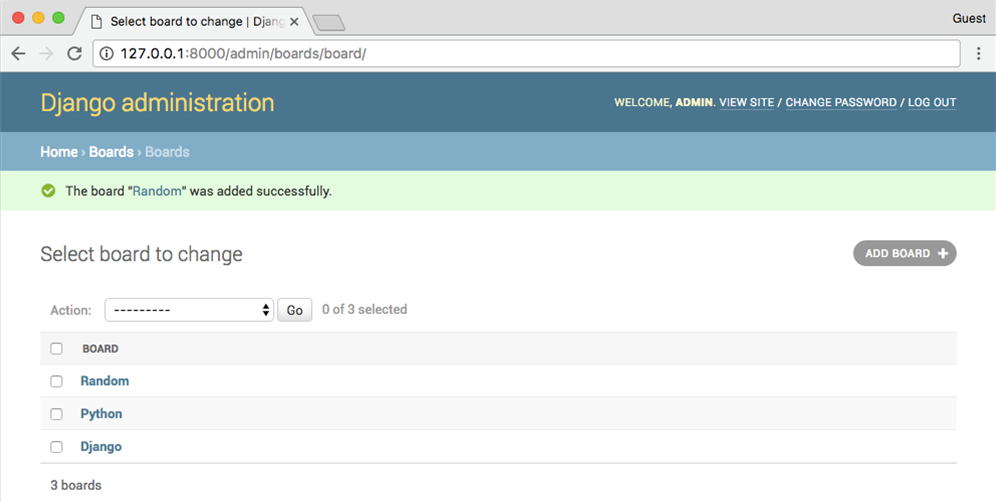 Select board to change | Djang
Guest
127.0.0.1:8000/admin/boards/board/
Django administration
WELCOME, ADMIN. VIEW SITE / CHANGE PASSWORD / LOG OUT
Home › Boards › Boards
The board "Random" was added successfully.
Select board to change
ADD BOARD +
Action: --------- Go 0 of 3 selected
BOARD
Random
Python
Django
3 boards